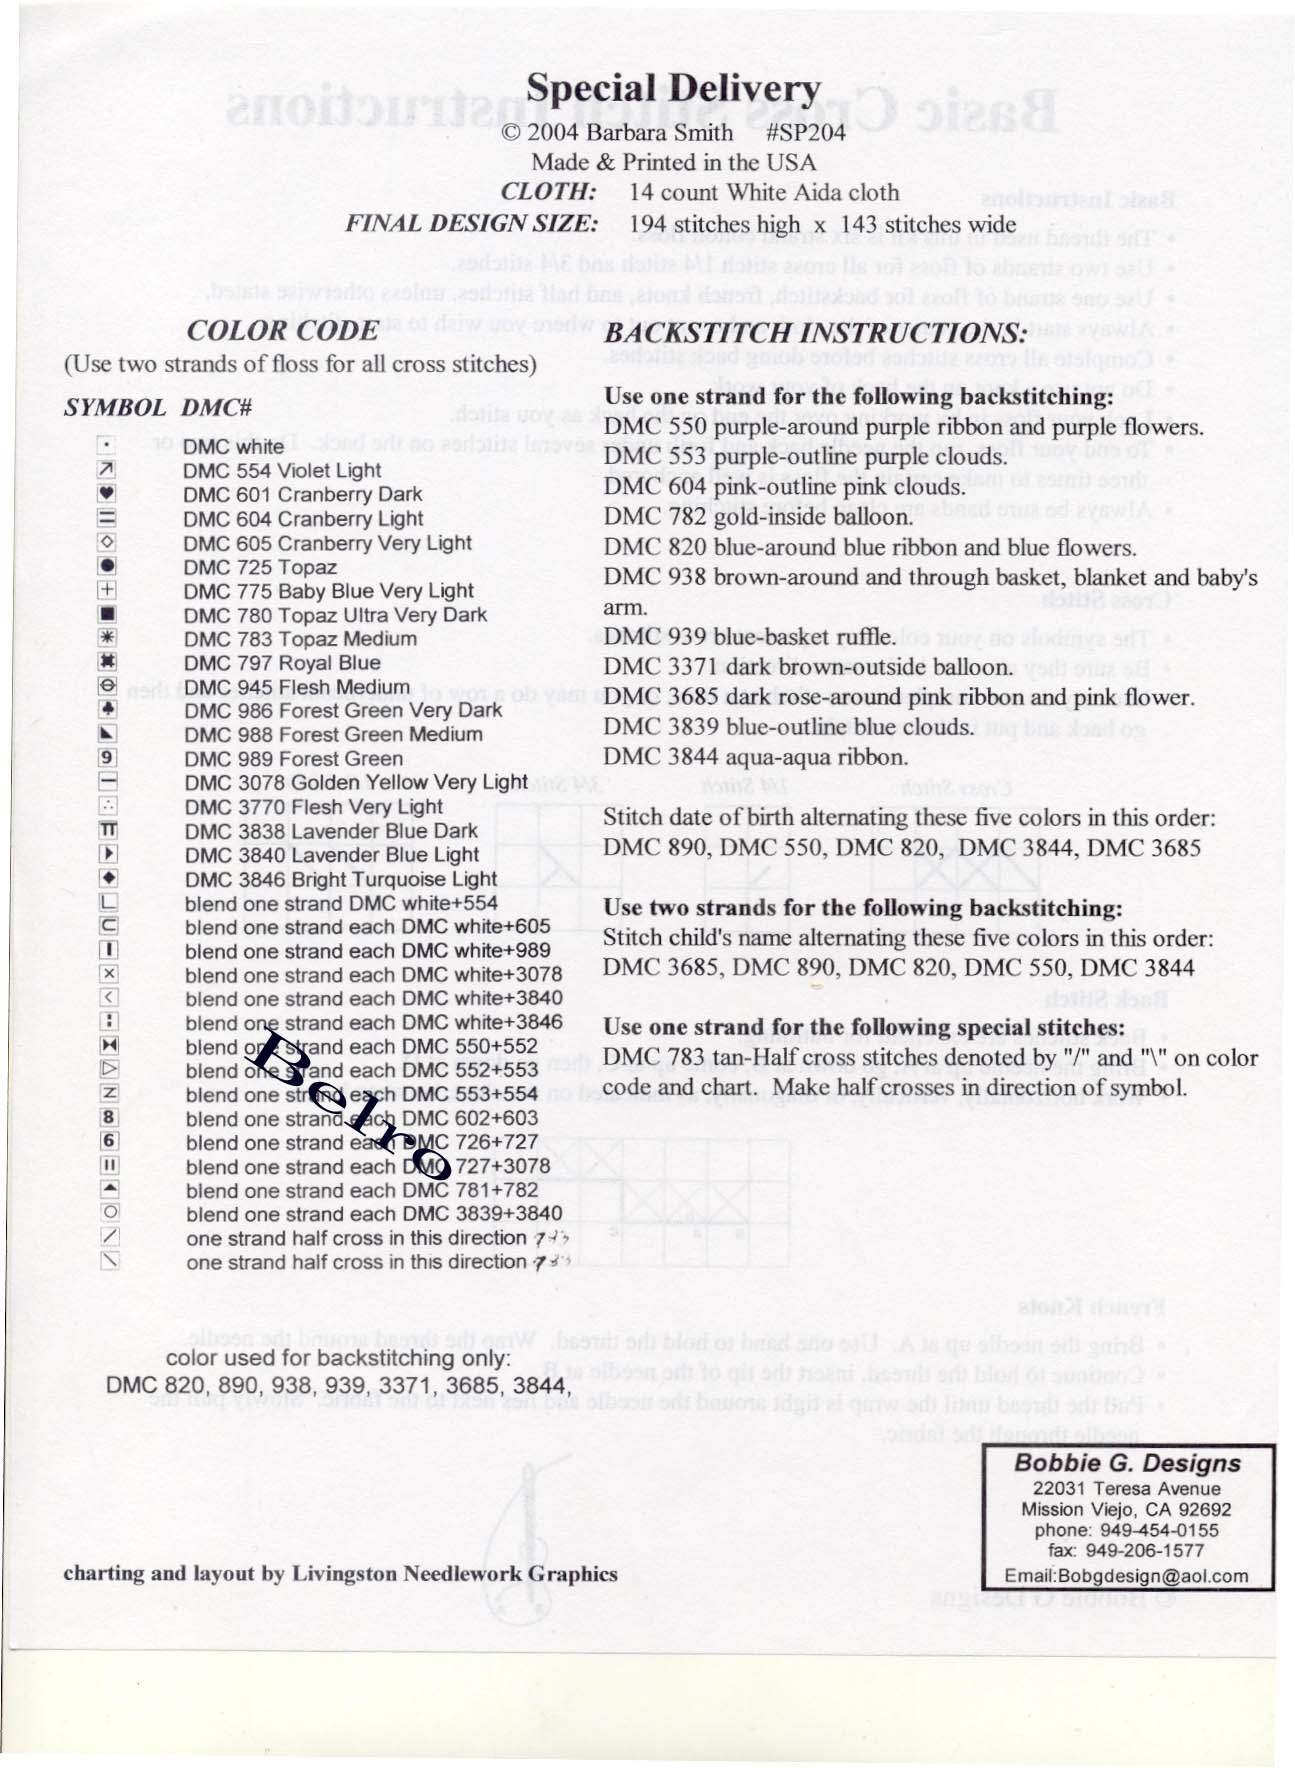 Special Delivery
© 2004 Barbara Smith #SP204
Made & Printed in the USA
CLOTH: 14 count White Aida cloth
FINAL DESIGN SIZE: 194 stitches high x 143 stitches wide
COLOR CODE
(Use two strands of floss for all cross stitches)
SYMBOL DMC#
DMC white
DMC 554 Violet Light
DMC 601 Cranberry Dark
DMC 604 Cranberry Light
DMC 605 Cranberry Very Light
DMC 725 Topaz
DMC 775 Baby Blue Very Light
DMC 780 Topaz Ultra Very Dark
DMC 783 Topaz Medium
DMC 797 Royal Blue
DMC 945 Flesh Medium
DMC 986 Forest Green Very Dark
DMC 988 Forest Green Medium
9 DMC 989 Forest Green
DMC 3078 Golden Yellow Very Light
DMC 3770 Flesh Very Light
DMC 3838 Lavender Blue Dark
DMC 3840 Lavender Blue Light
DMC 3846 Bright Turquoise Light
L blend one strand DMC white+554
C blend one strand each DMC white+605
I blend one strand each DMC white+989
X blend one strand each DMC white+3078
< blend one strand each DMC white+3840
blend one strand each DMC white+3846
blend one strand each DMC 550+552
blend one strand each DMC 552+553
Z blend one strand each DMC 553+554
8 blend one strand each DMC 602+603
6 blend one strand each DMC 726+727
II blend one strand each DMC 727+3078
blend one strand each DMC 781+782
O blend one strand each DMC 3839+3840
/ one strand half cross in this direction 783
\ one strand half cross in this direction 783
Belro
color used for backstitching only:
DMC 820, 890, 938, 939, 3371, 3685, 3844,
BACKSTITCH INSTRUCTIONS:
Use one strand for the following backstitching:
DMC 550 purple-around purple ribbon and purple flowers.
DMC 553 purple-outline purple clouds.
DMC 604 pink-outline pink clouds.
DMC 782 gold-inside balloon.
DMC 820 blue-around blue ribbon and blue flowers.
DMC 938 brown-around and through basket, blanket and baby's
arm.
DMC 939 blue-basket ruffle.
DMC 3371 dark brown-outside balloon.
DMC 3685 dark rose-around pink ribbon and pink flower.
DMC 3839 blue-outline blue clouds.
DMC 3844 aqua-aqua ribbon.
Stitch date of birth alternating these five colors in this order:
DMC 890, DMC 550, DMC 820, DMC 3844, DMC 3685
Use two strands for the following backstitching:
Stitch child's name alternating these five colors in this order:
DMC 3685, DMC 890, DMC 820, DMC 550, DMC 3844
Use one strand for the following special stitches:
DMC 783 tan-Half cross stitches denoted by "/" and "\" on color
code and chart. Make half crosses in direction of symbol.
Bobbie G. Designs
22031 Teresa Avenue
Mission Viejo, CA 92692
phone: 949-454-0155
fax: 949-206-1577
Email:Bobgdesign@aol.com
charting and layout by Livingston Needlework Graphics